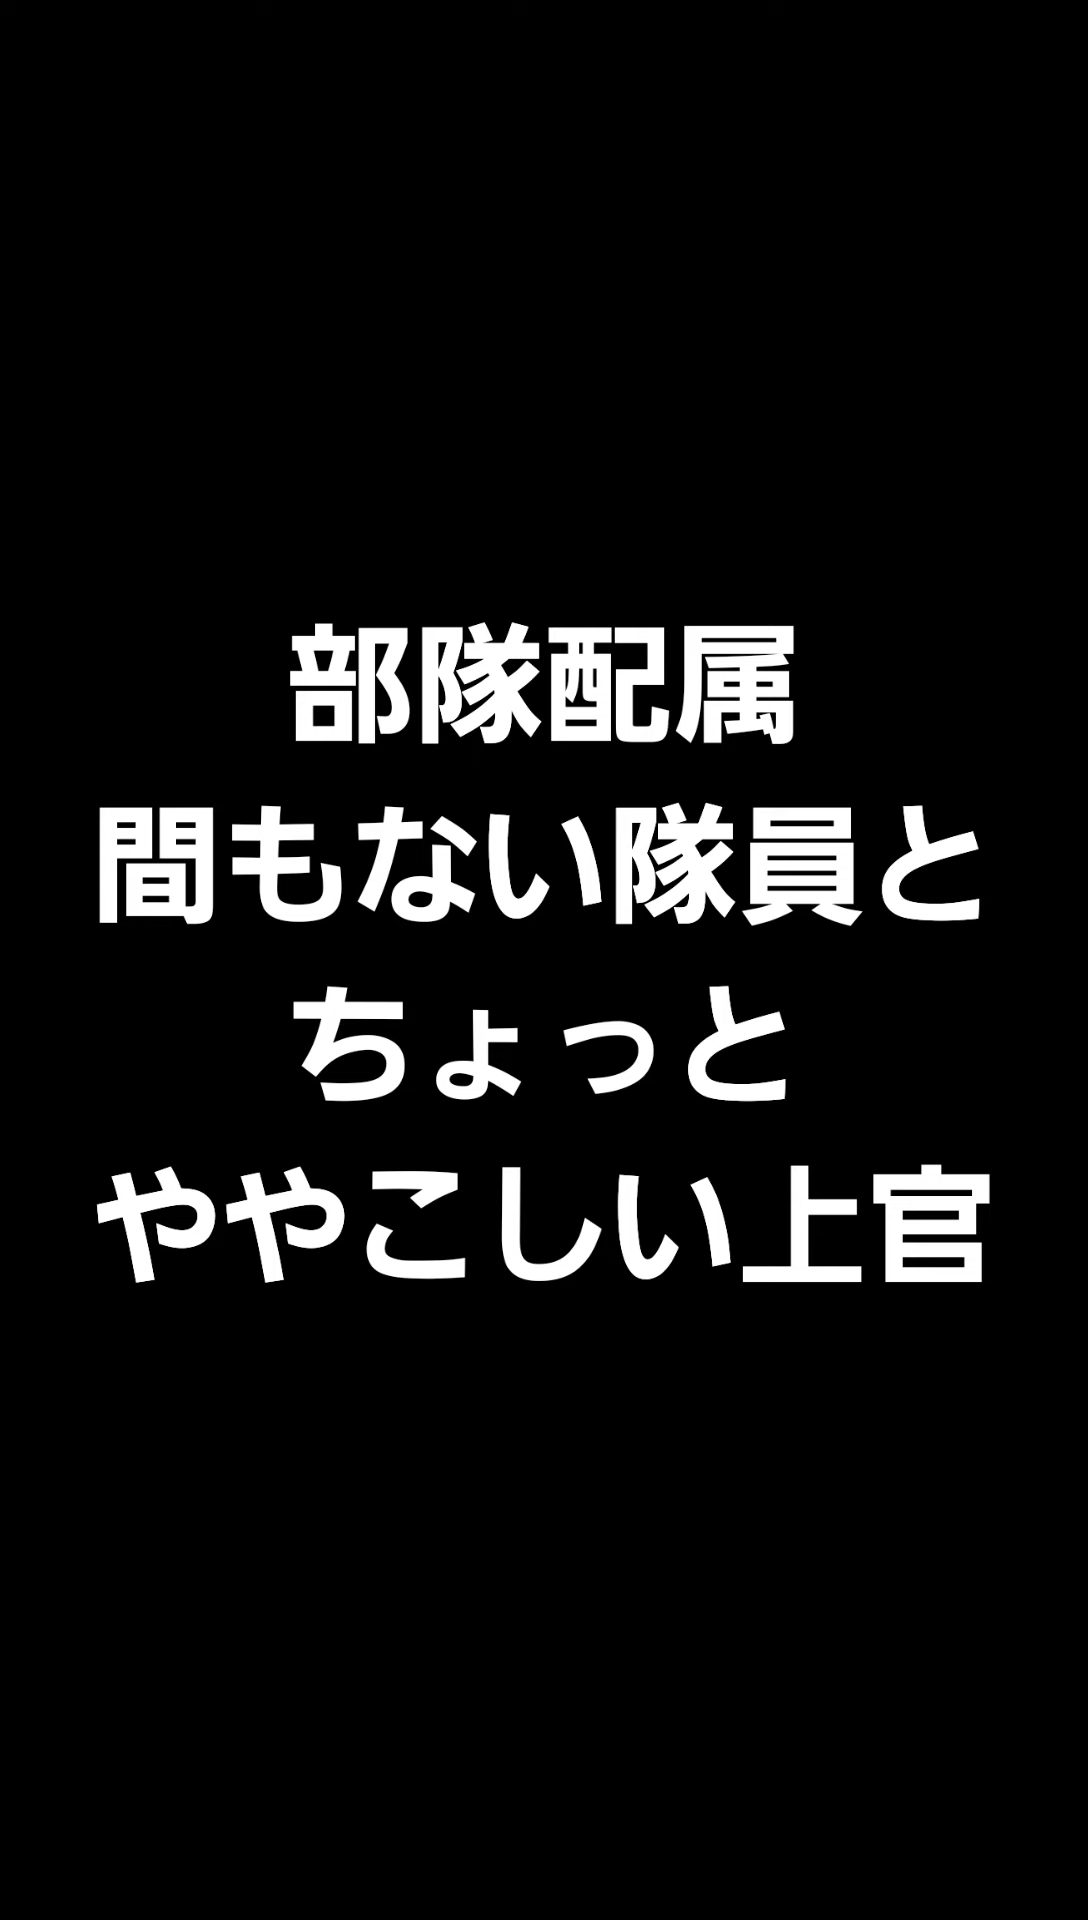 部隊配属
間もない隊員と
ちょっと
ややこしい上官